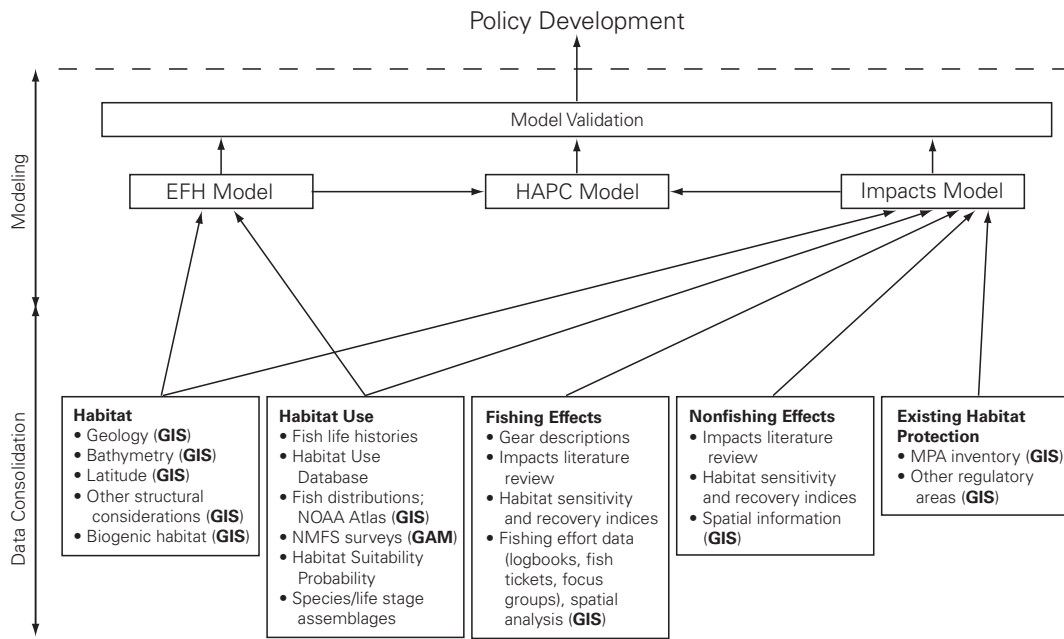 Policy Development
Modeling
Model Validation
EFH Model
HAPC Model
Impacts Model
Data Consolidation
Habitat
• Geology (GIS)
• Bathymetry (GIS)
• Latitude (GIS)
• Other structural
considerations (GIS)
• Biogenic habitat (GIS)
Habitat Use
• Fish life histories
• Habitat Use
Database
• Fish distributions;
NOAA Atlas (GIS)
• NMFS surveys (GAM)
• Habitat Suitability
Probability
• Species/life stage
assemblages
Fishing Effects
• Gear descriptions
• Impacts literature
review
• Habitat sensitivity
and recovery indices
• Fishing effort data
(logbooks, fish
tickets, focus
groups), spatial
analysis (GIS)
Nonfishing Effects
• Impacts literature
review
• Habitat sensitivity
and recovery indices
• Spatial information
(GIS)
Existing Habitat
Protection
• MPA inventory (GIS)
• Other regulatory
areas (GIS)